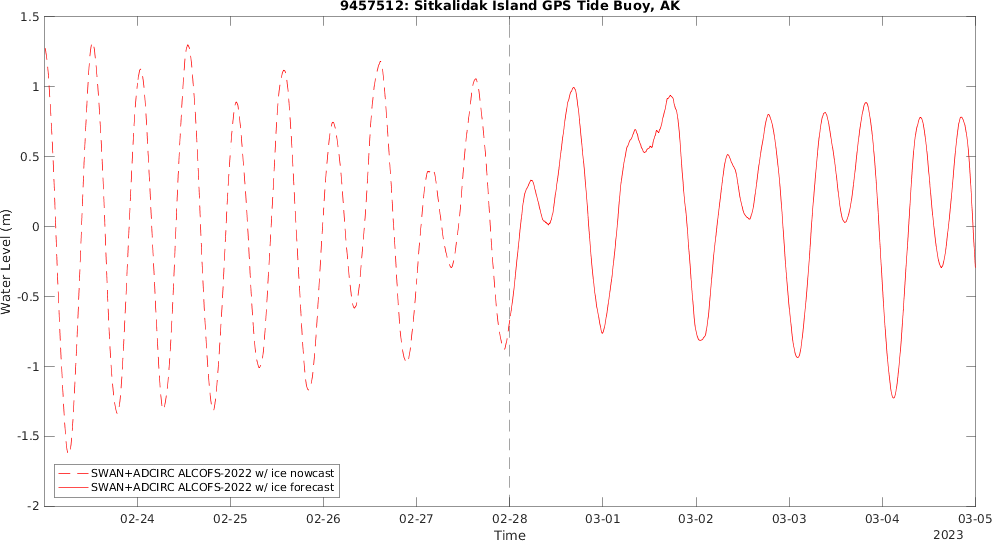 9457512: Sitkalidak Island GPS Tide Buoy, AK
1.5
1
0.5
0
-0.5
-1
-1.5
-2
Water Level (m)
SWAN+ADCIRC ALCOFS-2022 w/ ice nowcast
SWAN+ADCIRC ALCOFS-2022 w/ ice forecast
02-24 02-25 02-26 02-27 02-28 03-01 03-02 03-03 03-04 03-05
Time
2023